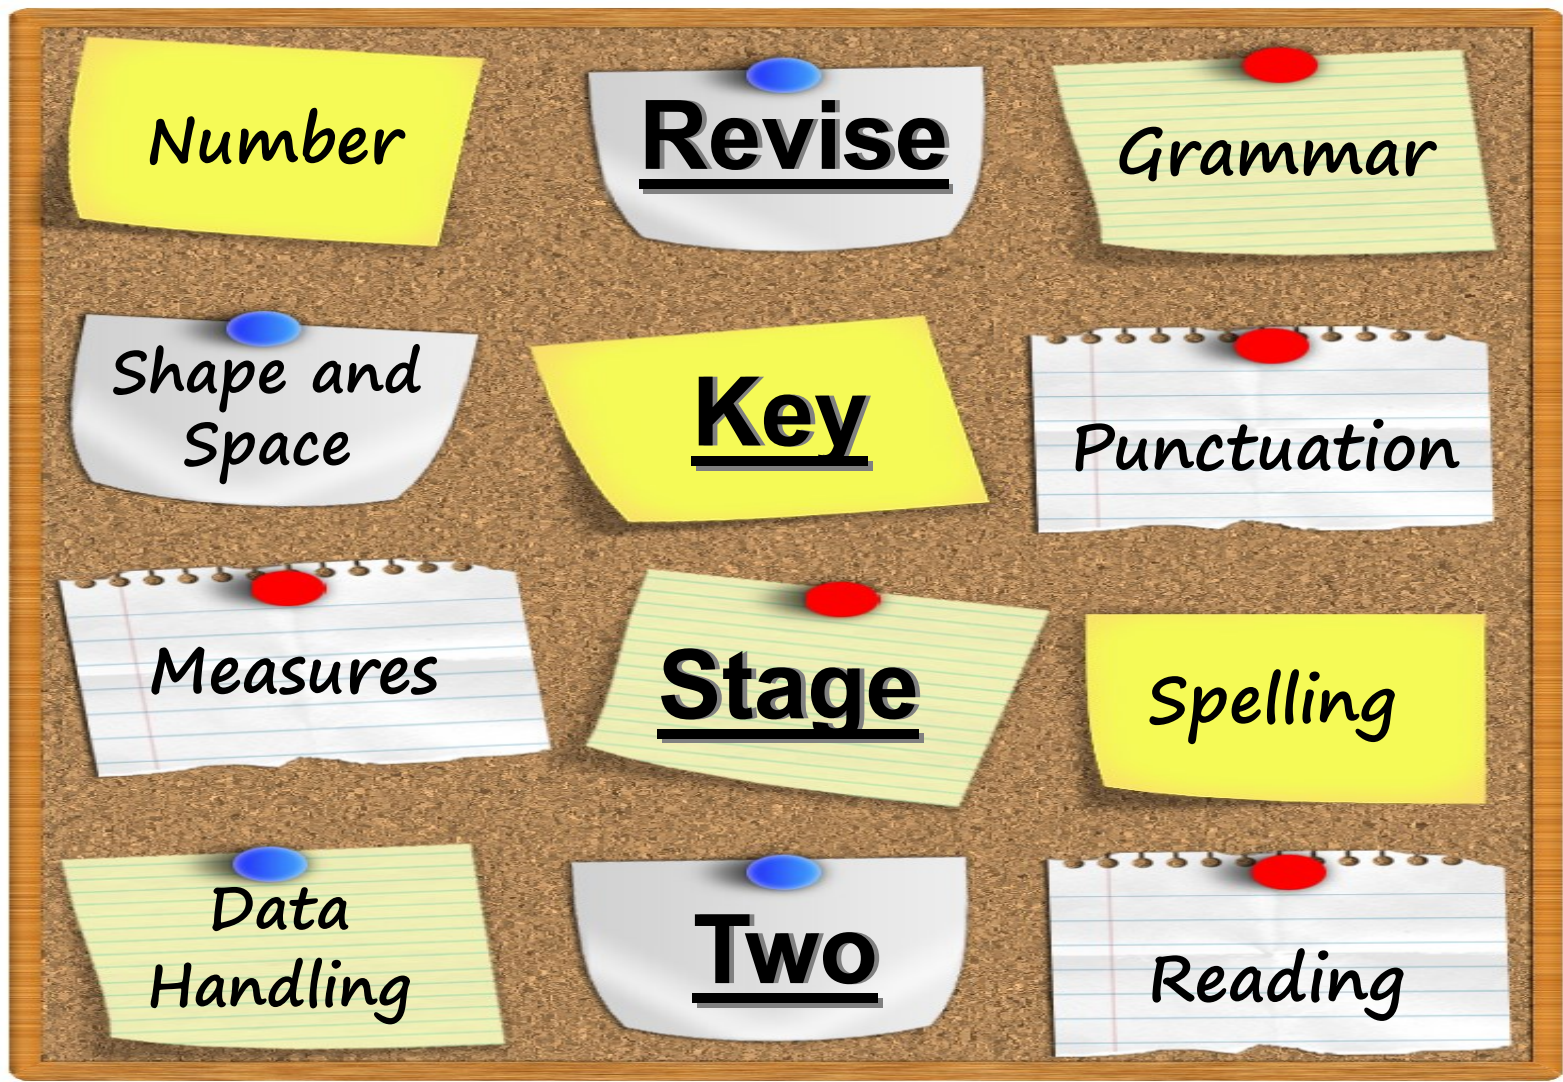 Number
Revise
Grammar
Shape and
Space
Key
Punctuation
Measures
Stage
Spelling
Data
Handling
Two
Reading